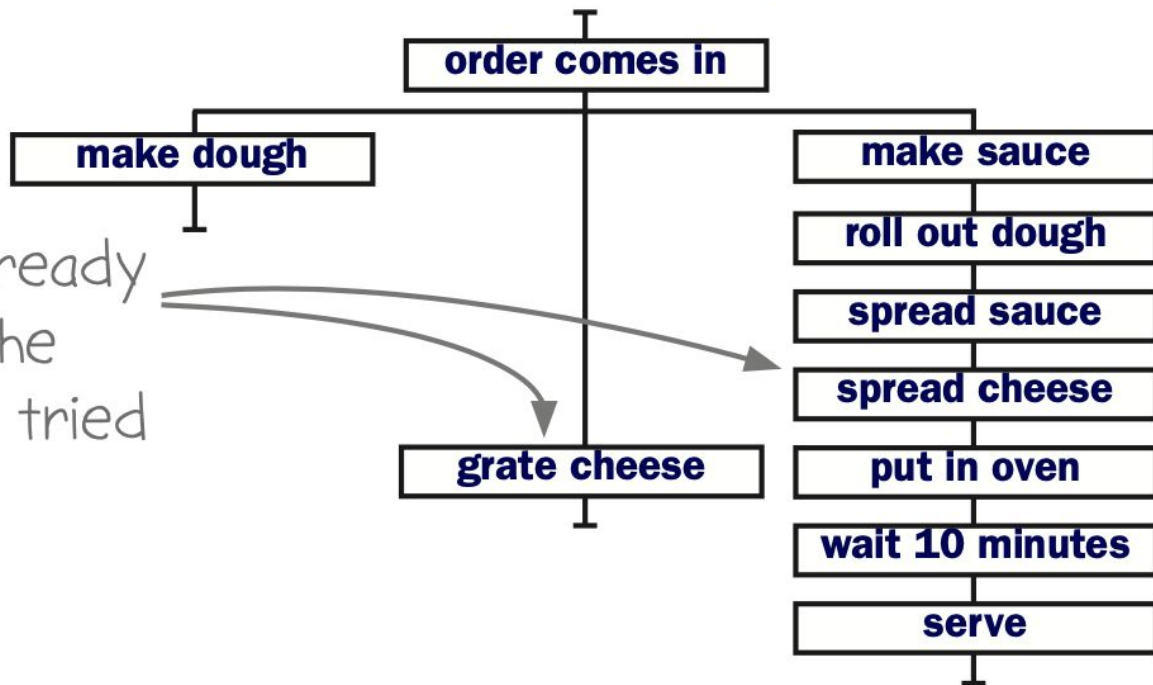 order comes in
make dough
make sauce
roll out dough
ready
he
tried
spread sauce
spread cheese
grate cheese
put in oven
wait 10 minutes
serve